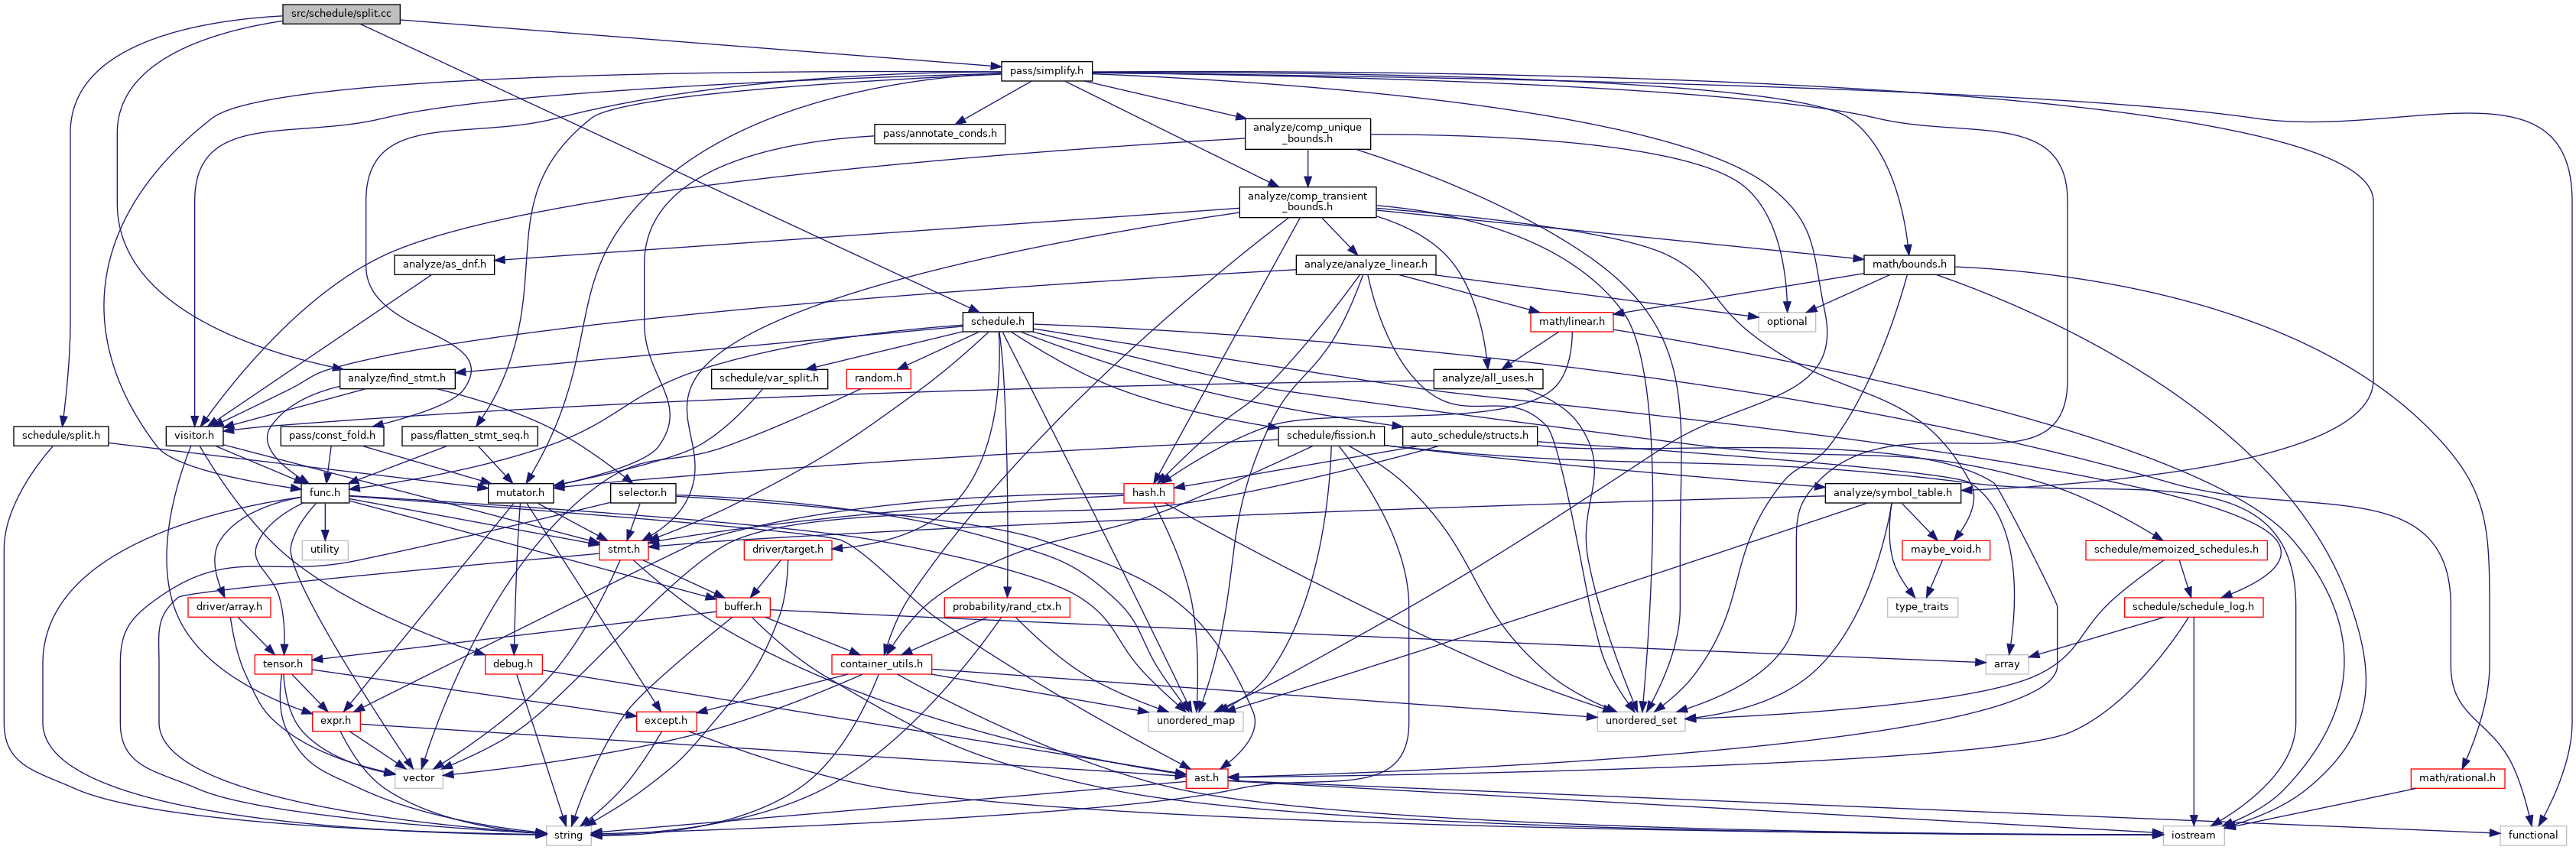 src/schedule/split.cc
pass/simplify.h
pass/annotate_conds.h
analyze/comp_unique
_bounds.h
analyze/comp_transient
_bounds.h
analyze/as_dnf.h
analyze/analyze_linear.h
math/bounds.h
schedule.h
math/linear.h
optional
analyze/find_stmt.h
schedule/var_split.h
random.h
analyze/all_uses.h
schedule/split.h
visitor.h
pass/const_fold.h
pass/flatten_stmt_seq.h
schedule/fission.h
auto_schedule/structs.h
func.h
mutator.h
selector.h
hash.h
analyze/symbol_table.h
utility
stmt.h
driver/target.h
maybe_void.h
schedule/memoized_schedules.h
driver/array.h
buffer.h
probability/rand_ctx.h
type_traits
schedule/schedule_log.h
tensor.h
debug.h
container_utils.h
array
expr.h
except.h
unordered_map
unordered_set
vector
ast.h
math/rational.h
string
iostream
functional